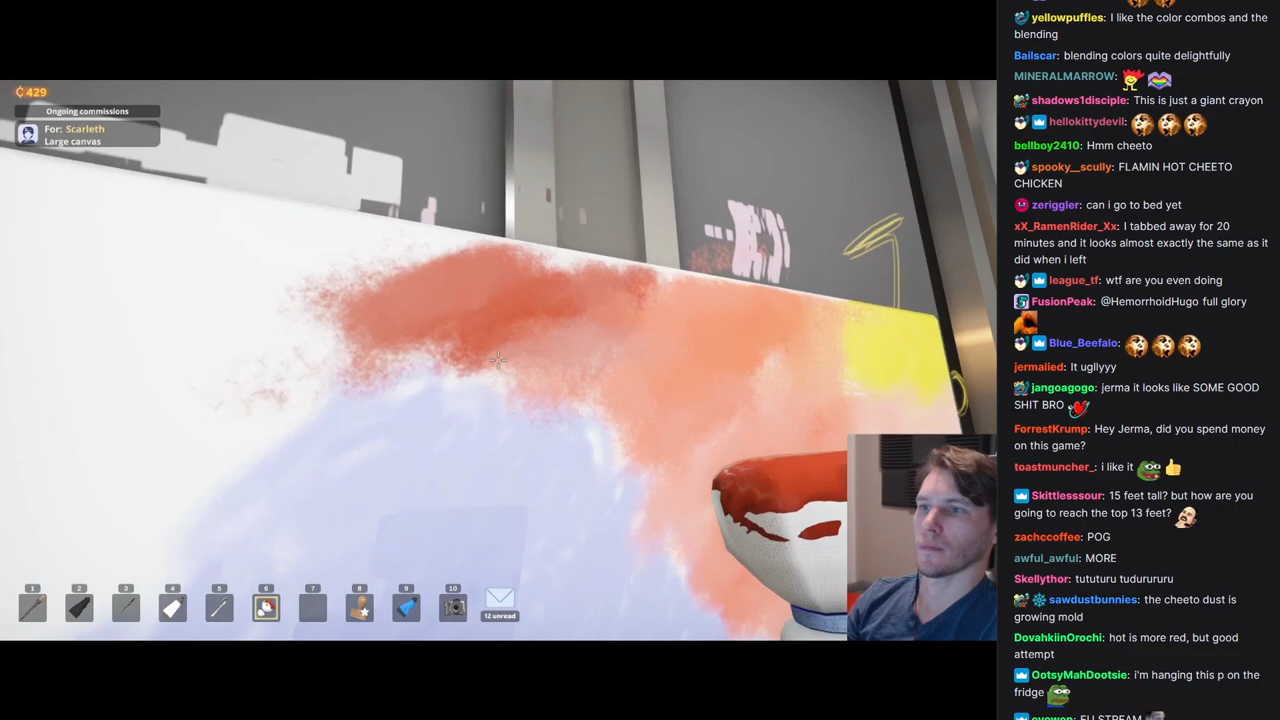 429
Ongoing commissions
For: Scarleth
Large canvas
1
2
3
4
5
6
7
8
9
10
12 unread
yellowpuffles: I like the color combos and the
blending
Bailscar: blending colors quite delightfully
MINERALMARROW:
shadows1disciple: This is just a giant crayon
hellokittydevil:
bellboy2410: Hmm cheeto
spooky__scully: FLAMIN HOT CHEETO
CHICKEN
zeriggler: can i go to bed yet
xX_RamenRider_Xx: I tabbed away for 20
minutes and it looks almost exactly the same as it
did when i left
league_tf: wtf are you even doing
FusionPeak: @HemorrhoidHugo full glory
Blue_Beefalo:
jermalied: It uglyyy
jangoagogo: jerma it looks like SOME GOOD
SHIT BRO
ForrestKrump: Hey Jerma, did you spend money
on this game?
toastmuncher_: i like it
Skittlesssour: 15 feet tall? but how are you
going to reach the top 13 feet?
zachccoffee: POG
awful_awful: MORE
Skellythor: tututuru tudurururu
sawdustbunnies: the cheeto dust is
growing mold
DovahkiinOrochi: hot is more red, but good
attempt
OotsyMahDootsie: i'm hanging this p on the
fridge